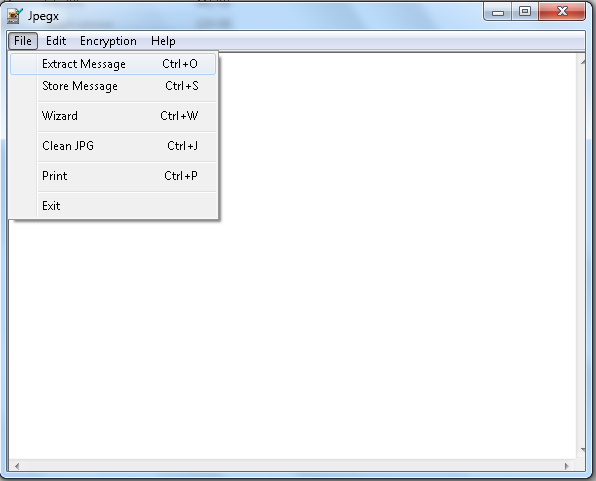 Jpegx
File Edit Encryption Help
Extract Message Ctrl+O
Store Message Ctrl+S
Wizard Ctrl+W
Clean JPG Ctrl+J
Print Ctrl+P
Exit